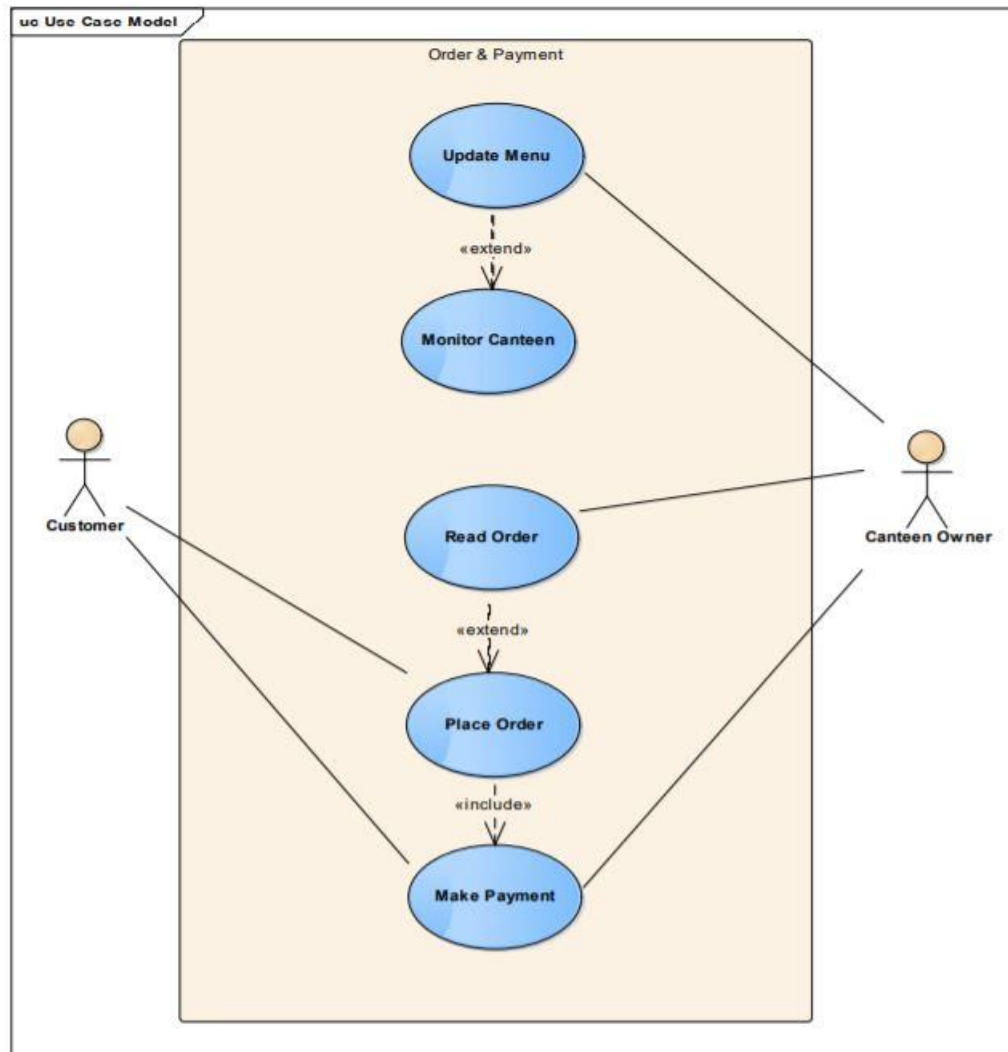 uc Use Case Model
Order & Payment
Update Menu
«extend»
Monitor Canteen
Customer
Read Order
Canteen Owner
«extend»
Place Order
«include»
Make Payment